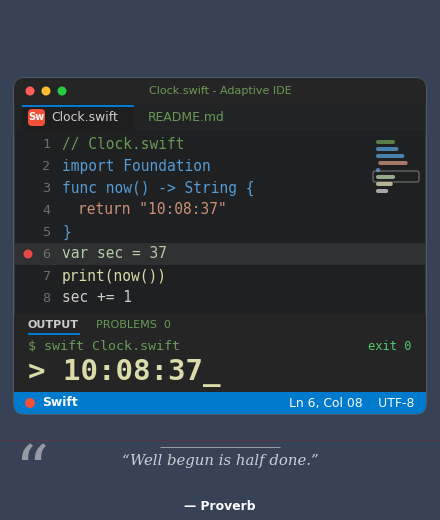 Clock.swift - Adaptive IDE
Sw Clock.swift README.md
1 // Clock.swift
2 import Foundation
3 func now() -> String {
4 return "10:08:37"
5 }
6 var sec = 37
7 print(now())
8 sec += 1
OUTPUT PROBLEMS 0
$ swift Clock.swift exit 0
> 10:08:37_
Swift Ln 6, Col 08 UTF-8
“
“Well begun is half done.”
— Proverb